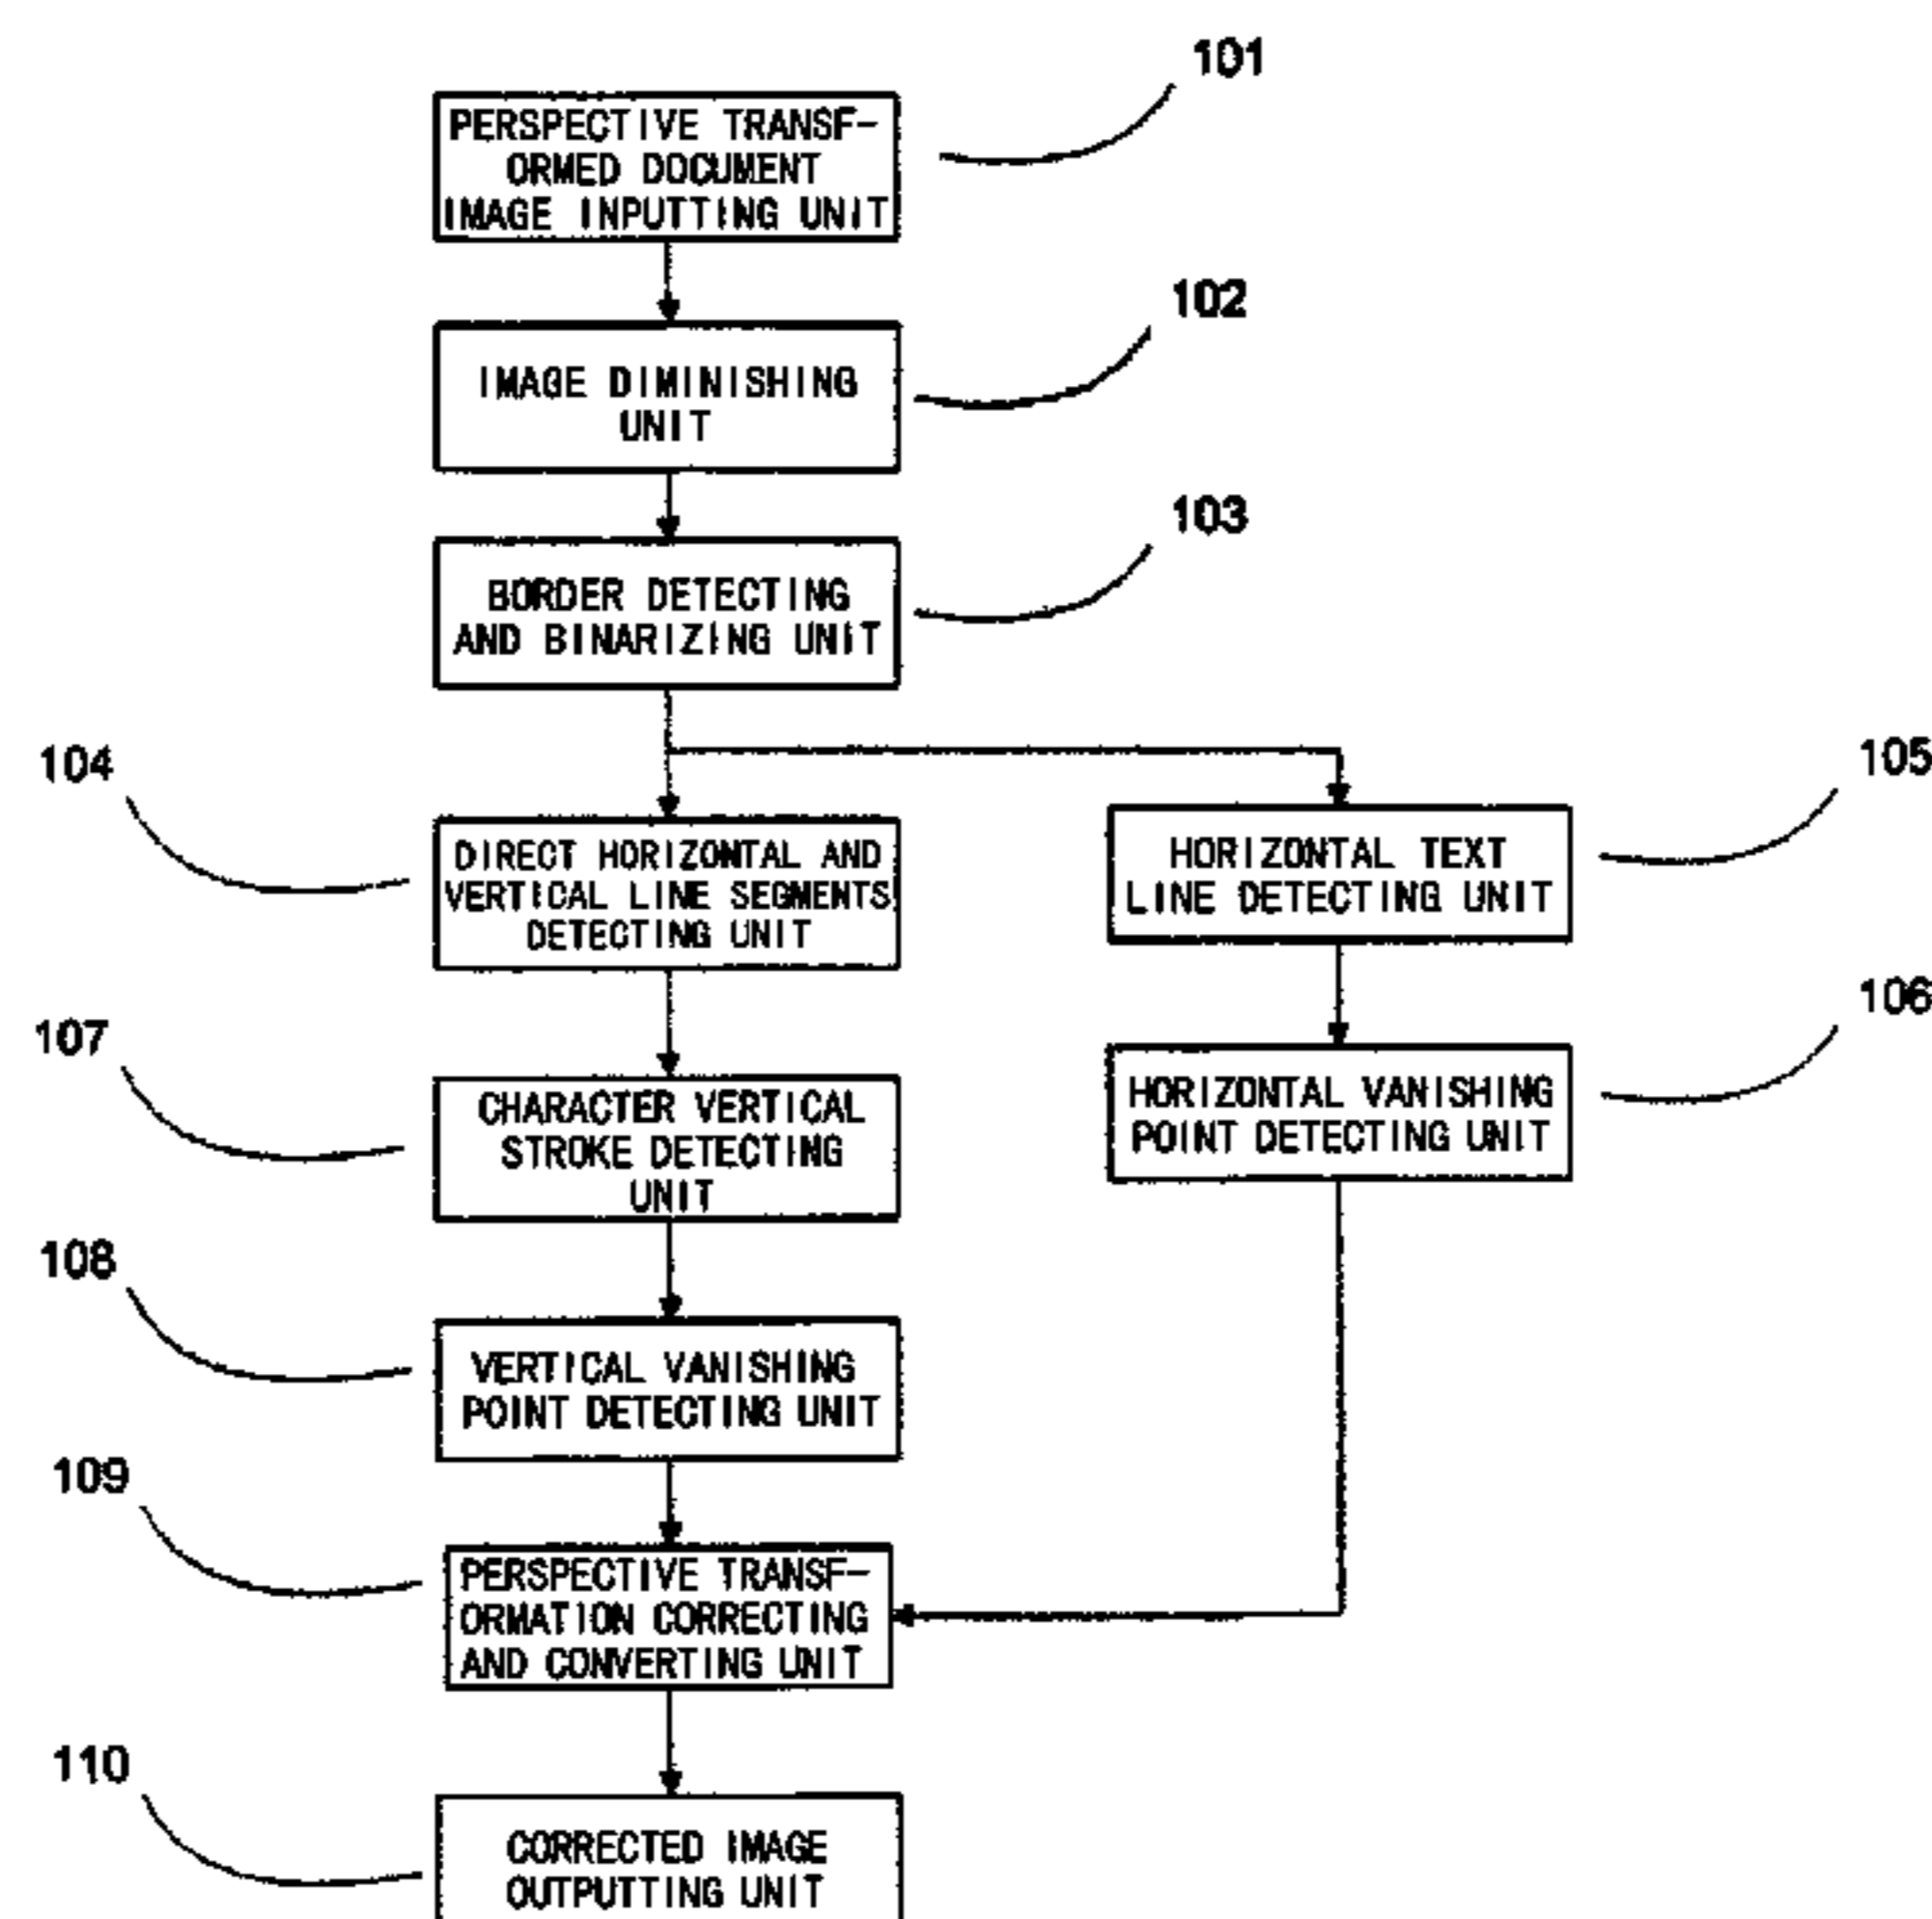 101
PERSPECTIVE TRANSF-
ORMED DOCUMENT
IMAGE INPUTTING UNIT
102
IMAGE DIMINISHING
UNIT
103
BORDER DETECTING
AND BINARIZING UNIT
104
DIRECT HORIZONTAL AND
VERTICAL LINE SEGMENTS
DETECTING UNIT
105
HORIZONTAL TEXT
LINE DETECTING UNIT
106
HORIZONTAL VANISHING
POINT DETECTING UNIT
107
CHARACTER VERTICAL
STROKE DETECTING
UNIT
108
VERTICAL VANISHING
POINT DETECTING UNIT
109
PERSPECTIVE TRANSF-
ORMATION CORRECTING
AND CONVERTING UNIT
110
CORRECTED IMAGE
OUTPUTTING UNIT